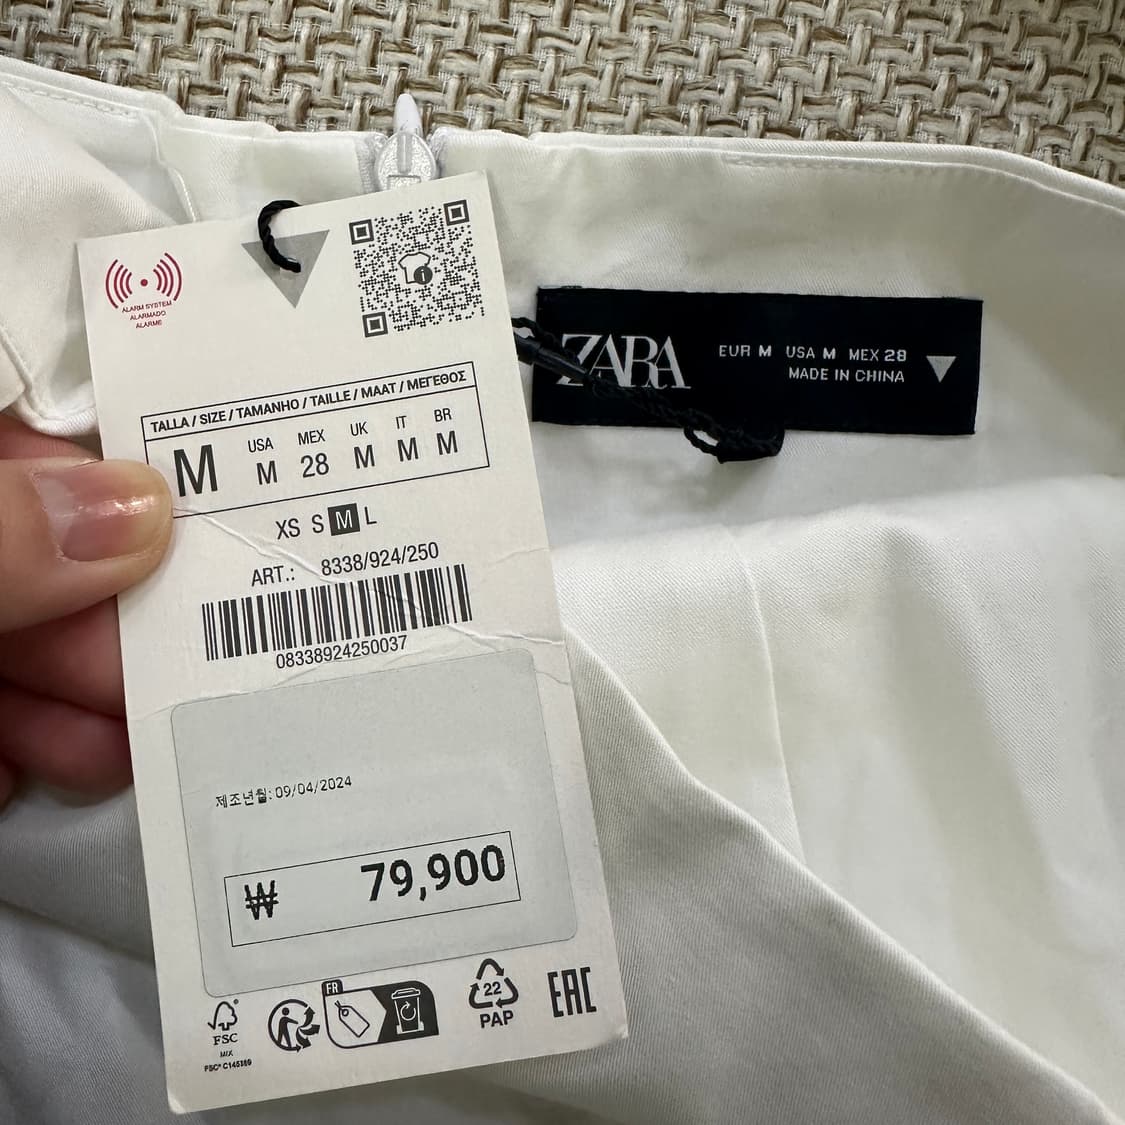 ALARM SYSTEM
ALARMADO
ALARME
TALLA / SIZE / TAMANHO / TAILLE / MAAT / ΜΕΓΕΘΟΣ
M USA MEX UK IT BR
M 28 M M M
XS S M L
ART.: 8338/924/250
08338924250037
제조년월: 09/04/2024
₩ 79,900
FSC
MIX
FSC® C145389
FR
22
PAP
EAC
ZARA
EUR M USA M MEX 28
MADE IN CHINA